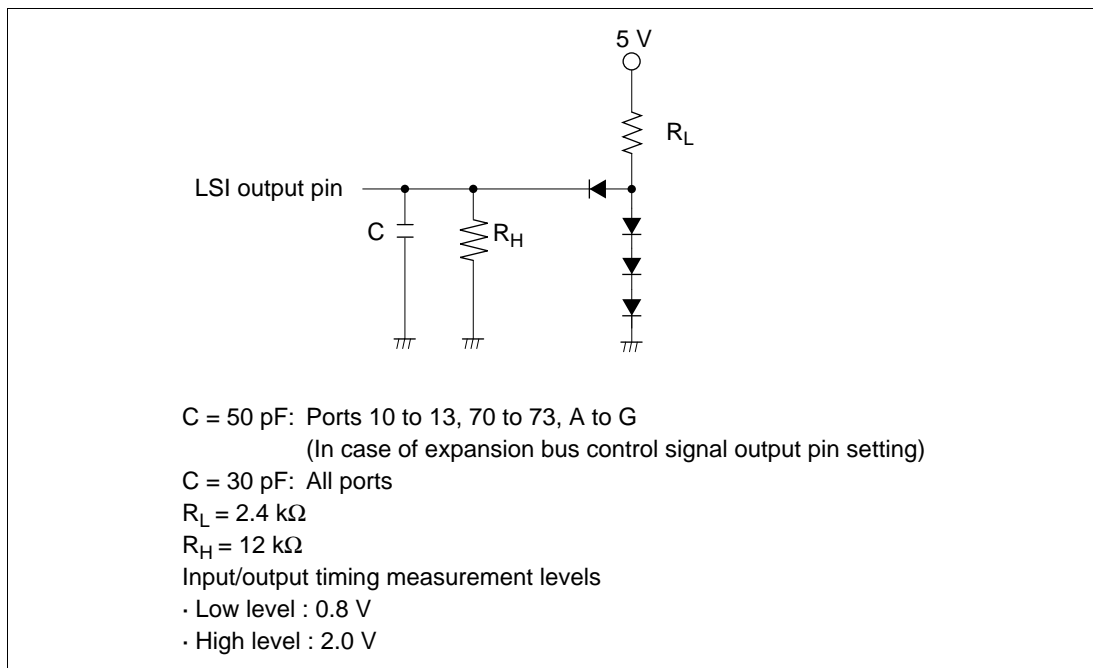 5 V
R_L
LSI output pin
C
R_H
C = 50 pF: Ports 10 to 13, 70 to 73, A to G
(In case of expansion bus control signal output pin setting)
C = 30 pF: All ports
R_L = 2.4 kΩ
R_H = 12 kΩ
Input/output timing measurement levels
· Low level : 0.8 V
· High level : 2.0 V